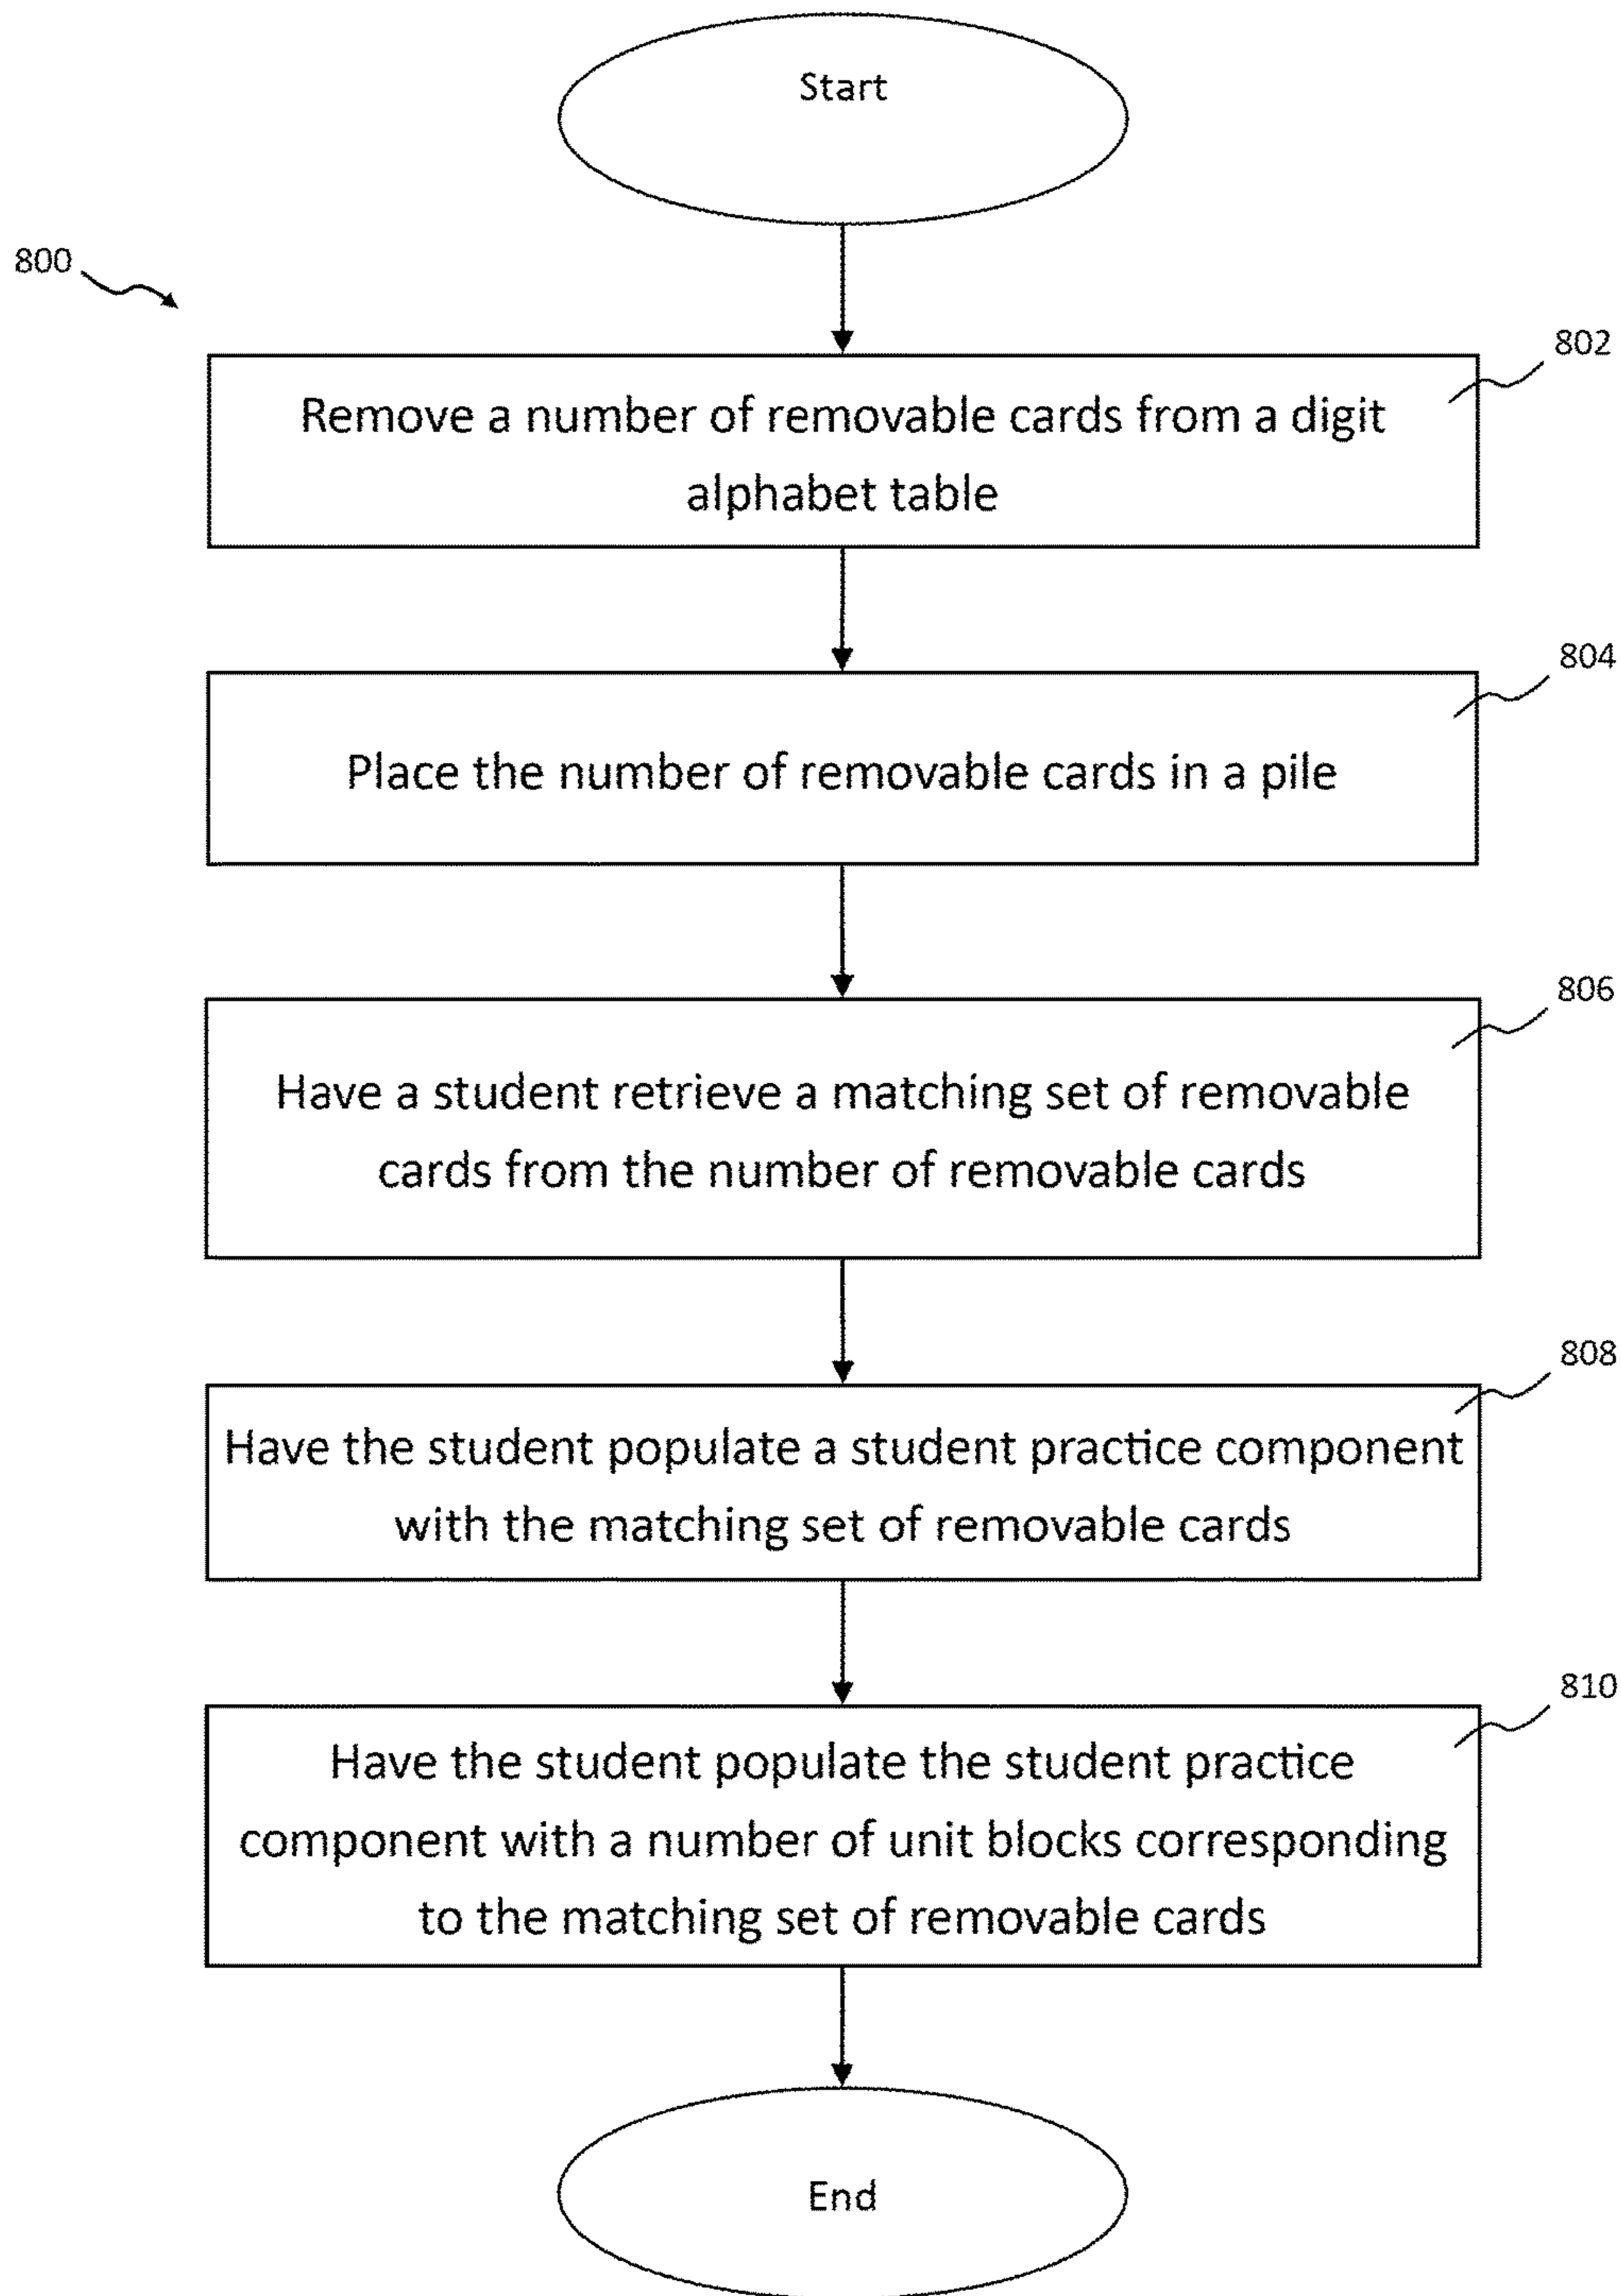 Start
800
802
Remove a number of removable cards from a digit
alphabet table
804
Place the number of removable cards in a pile
806
Have a student retrieve a matching set of removable
cards from the number of removable cards
808
Have the student populate a student practice component
with the matching set of removable cards
810
Have the student populate the student practice
component with a number of unit blocks corresponding
to the matching set of removable cards
End